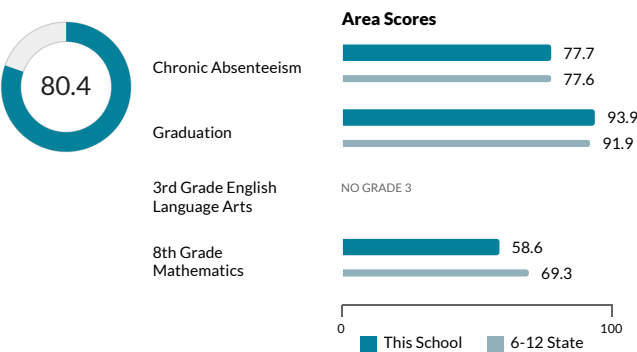 Area Scores
80.4
Chronic Absenteeism
77.7
77.6
Graduation
93.9
91.9
3rd Grade English
Language Arts
NO GRADE 3
8th Grade
Mathematics
58.6
69.3
0
100
This School
6-12 State